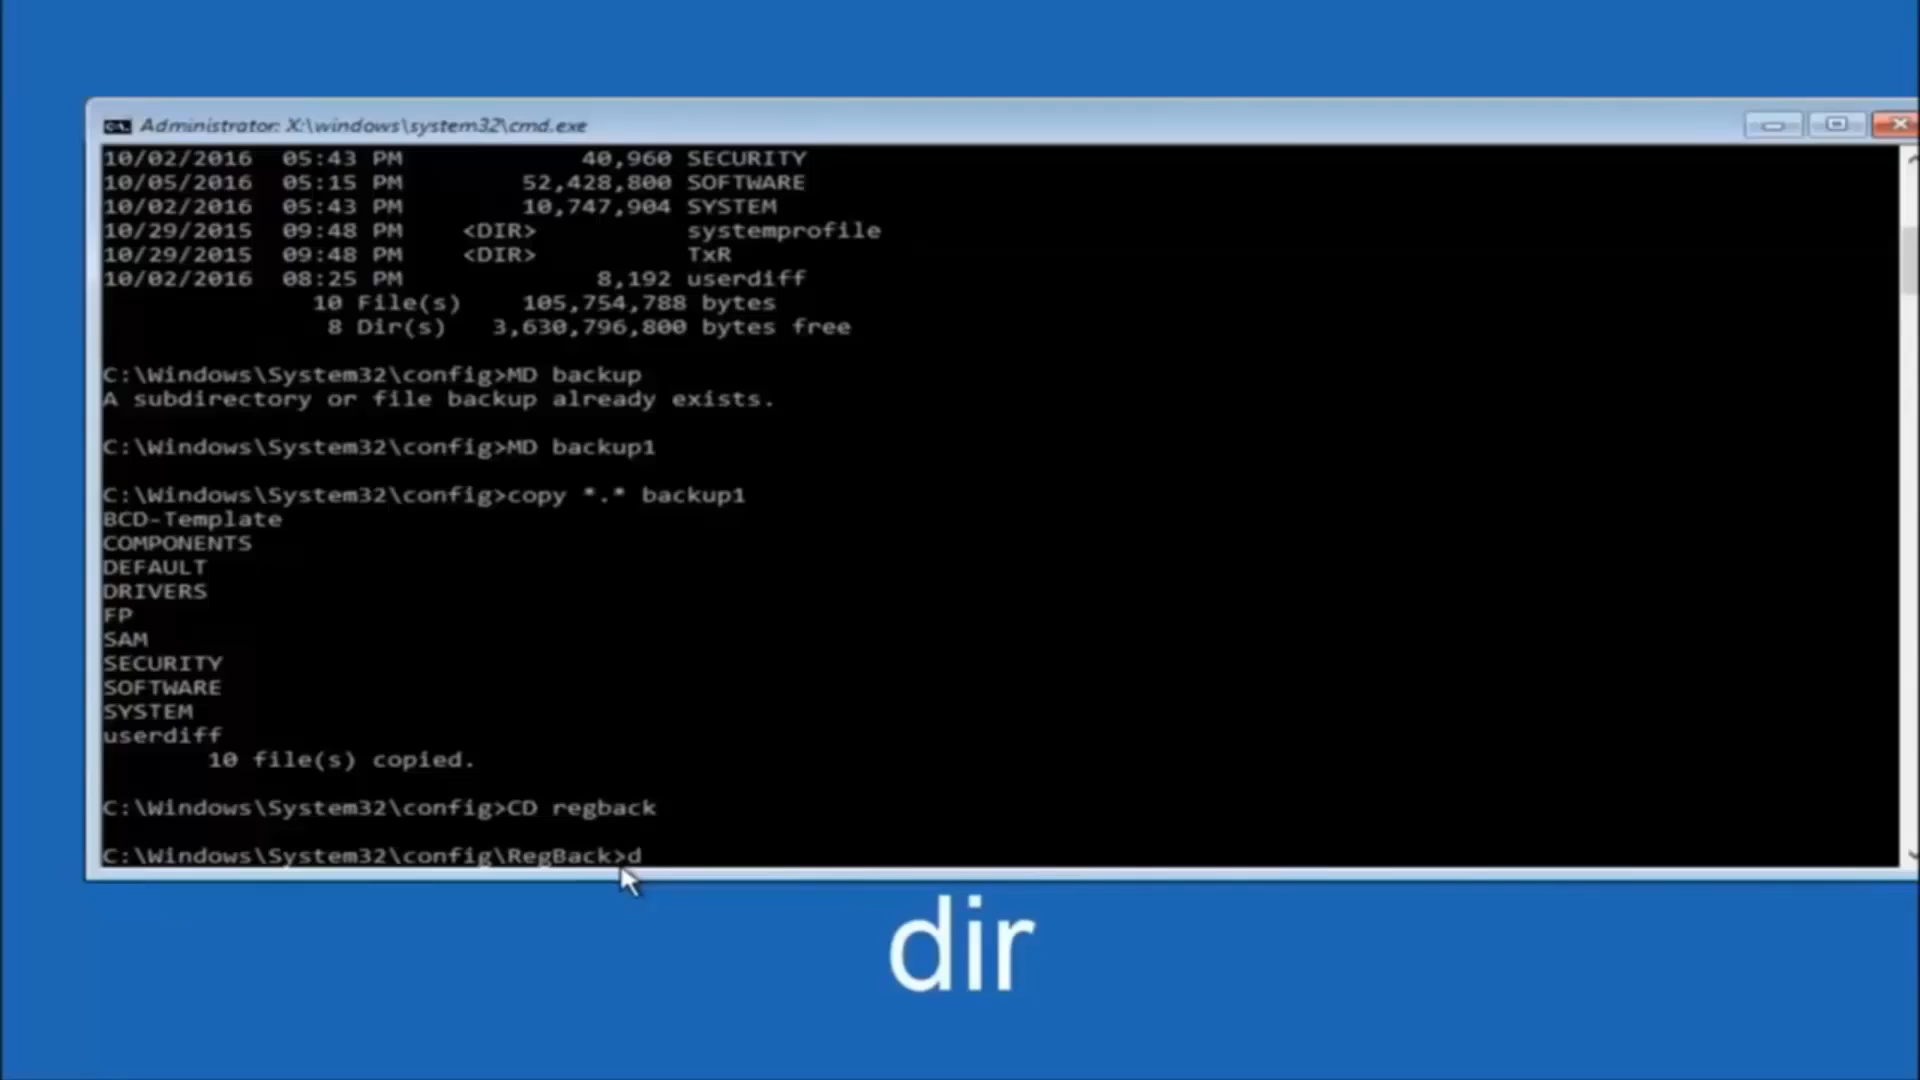 Administrator: X:\windows\system32\cmd.exe
10/02/2016  05:43 PM            40,960 SECURITY
10/05/2016  05:15 PM        52,428,800 SOFTWARE
10/02/2016  05:43 PM        10,747,904 SYSTEM
10/29/2015  09:48 PM    <DIR>          systemprofile
10/29/2015  09:48 PM    <DIR>          TxR
10/02/2016  08:25 PM             8,192 userdiff
              10 File(s)    105,754,788 bytes
               8 Dir(s)   3,630,796,800 bytes free
C:\Windows\System32\config>MD backup
A subdirectory or file backup already exists.
C:\Windows\System32\config>MD backup1
C:\Windows\System32\config>copy *.* backup1
BCD-Template
COMPONENTS
DEFAULT
DRIVERS
FP
SAM
SECURITY
SOFTWARE
SYSTEM
userdiff
       10 file(s) copied.
C:\Windows\System32\config>CD regback
C:\Windows\System32\config\RegBack>d
dir